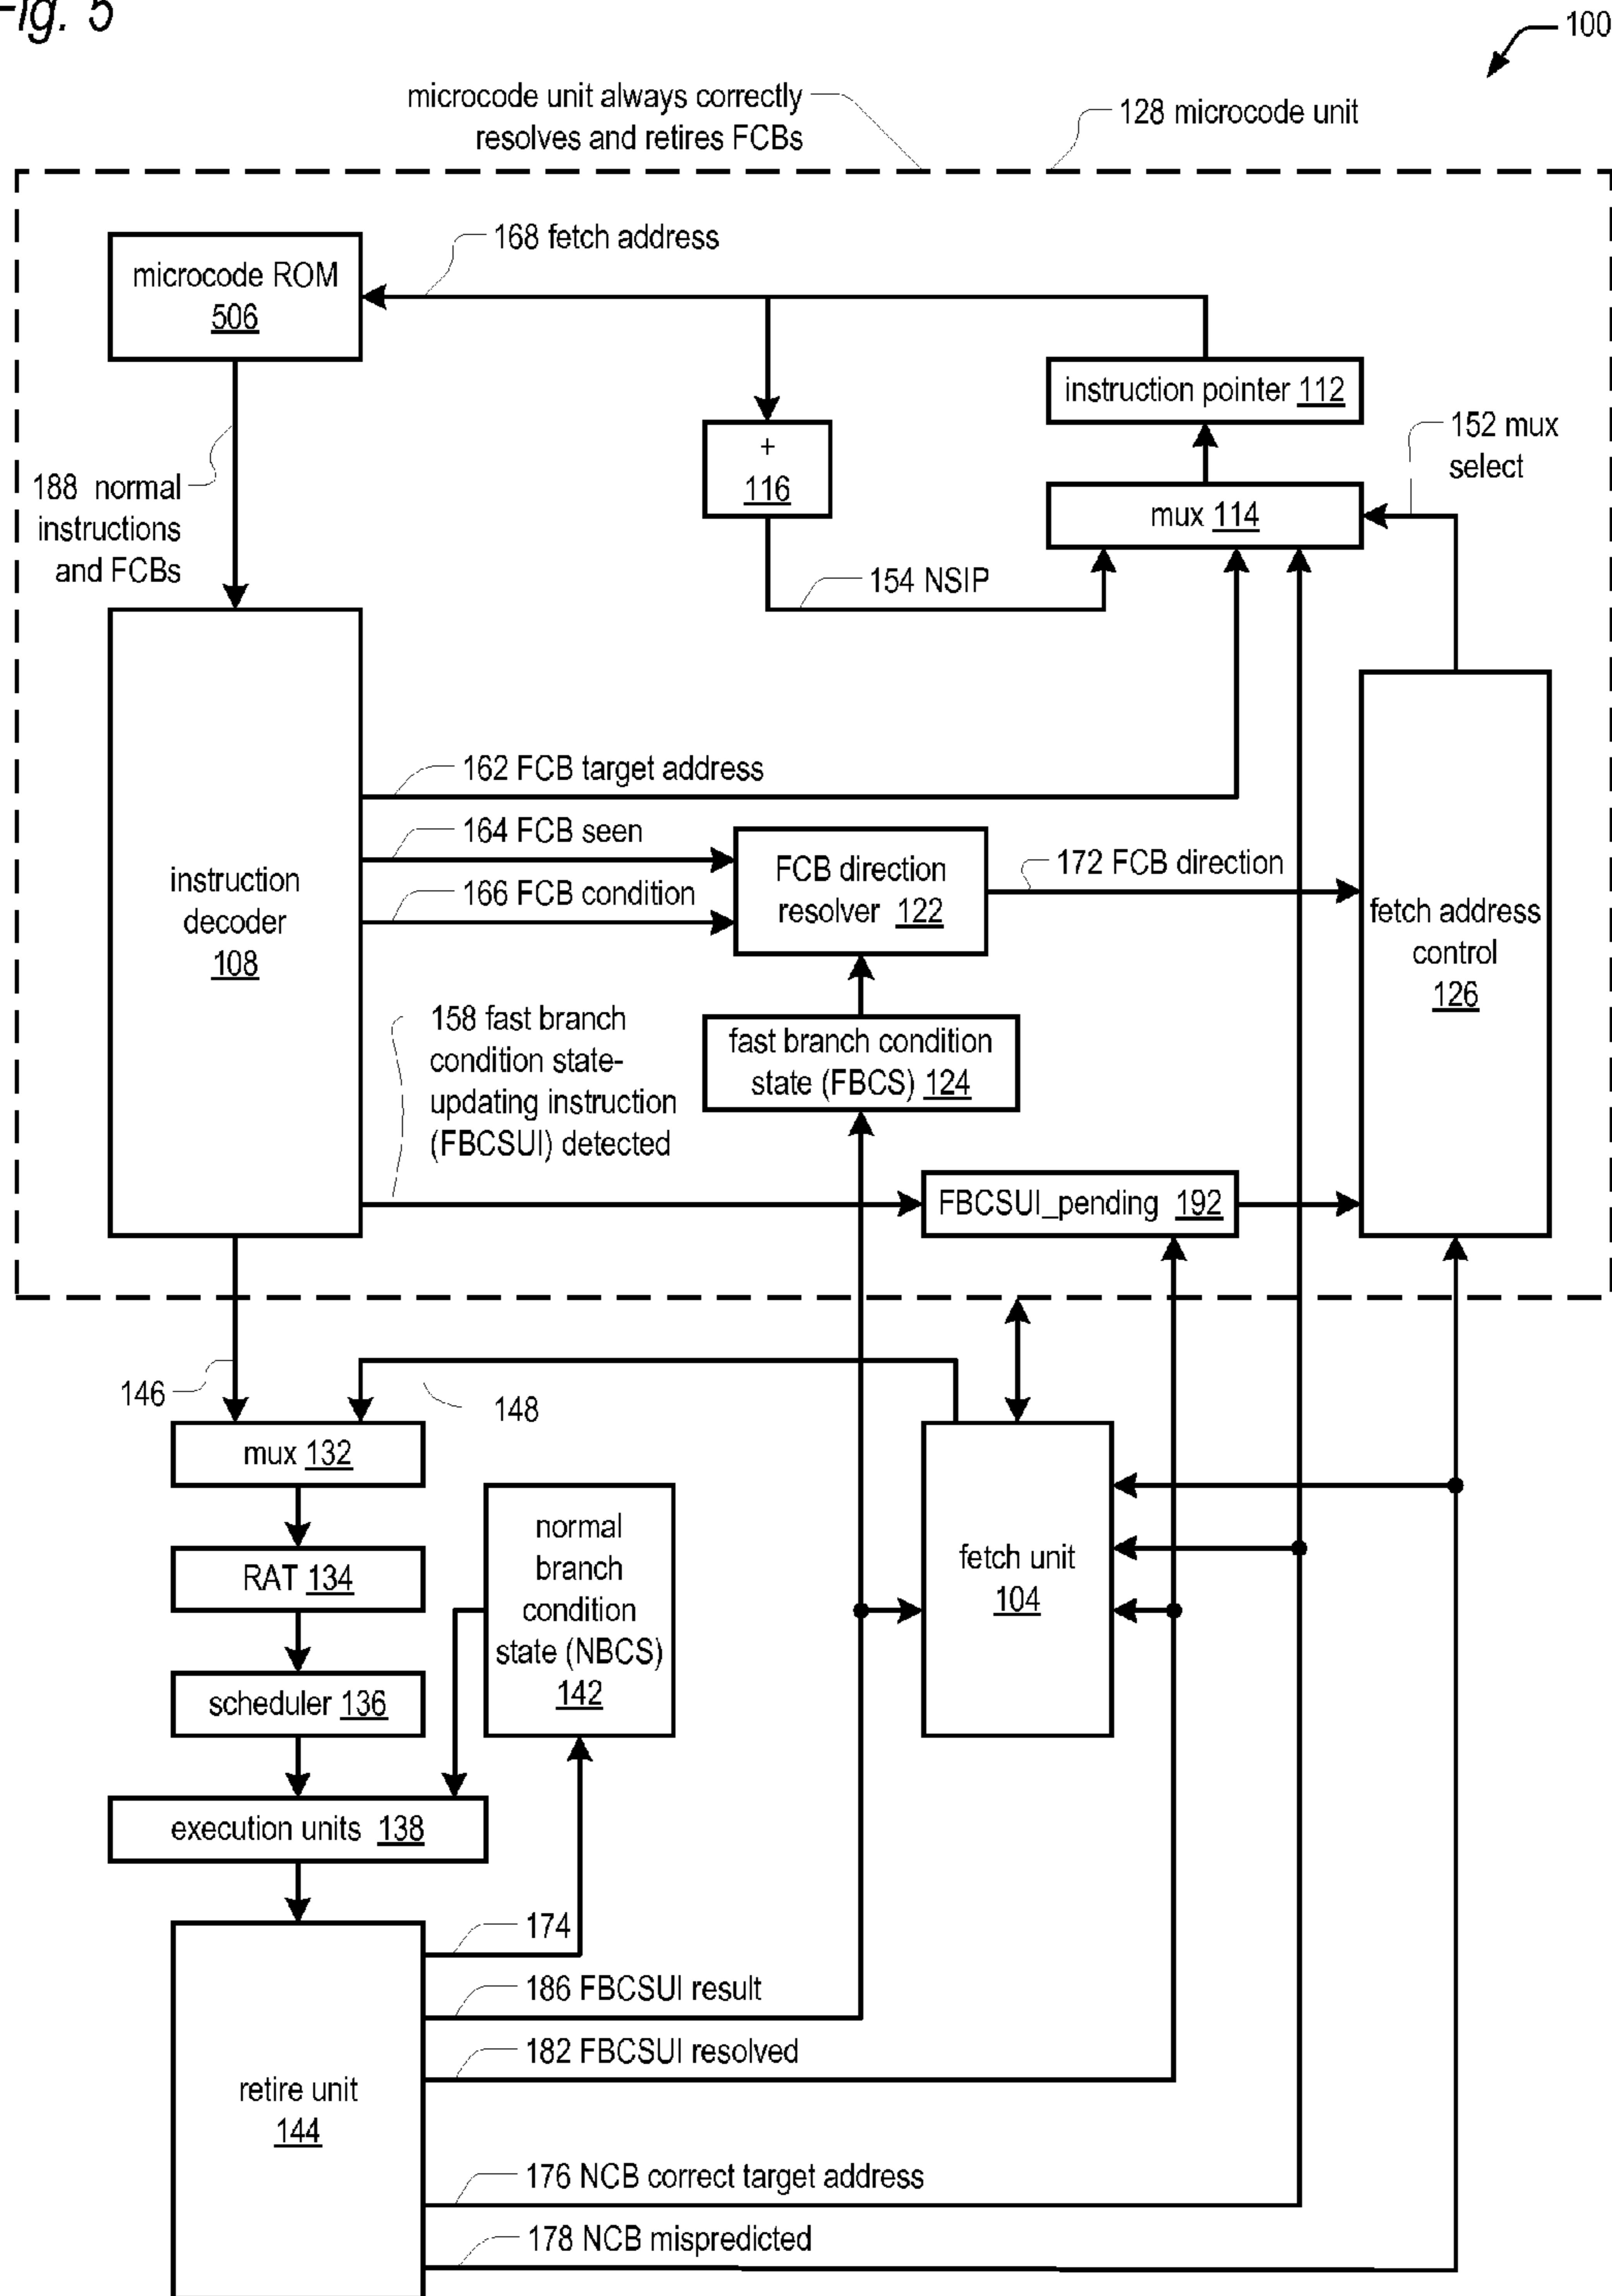 Fig. 5
100
microcode unit always correctly
resolves and retires FCBs
128 microcode unit
microcode ROM
506
168 fetch address
instruction pointer 112
152 mux
select
+
116
mux 114
188 normal
instructions
and FCBs
154 NSIP
162 FCB target address
164 FCB seen
166 FCB condition
FCB direction
resolver 122
172 FCB direction
instruction
decoder
108
fetch address
control
126
158 fast branch
condition state-
updating instruction
(FBCSUI) detected
fast branch condition
state (FBCS) 124
FBCSUI_pending 192
146
148
mux 132
RAT 134
scheduler 136
normal
branch
condition
state (NBCS)
142
fetch unit
104
execution units 138
174
186 FBCSUI result
182 FBCSUI resolved
retire unit
144
176 NCB correct target address
178 NCB mispredicted